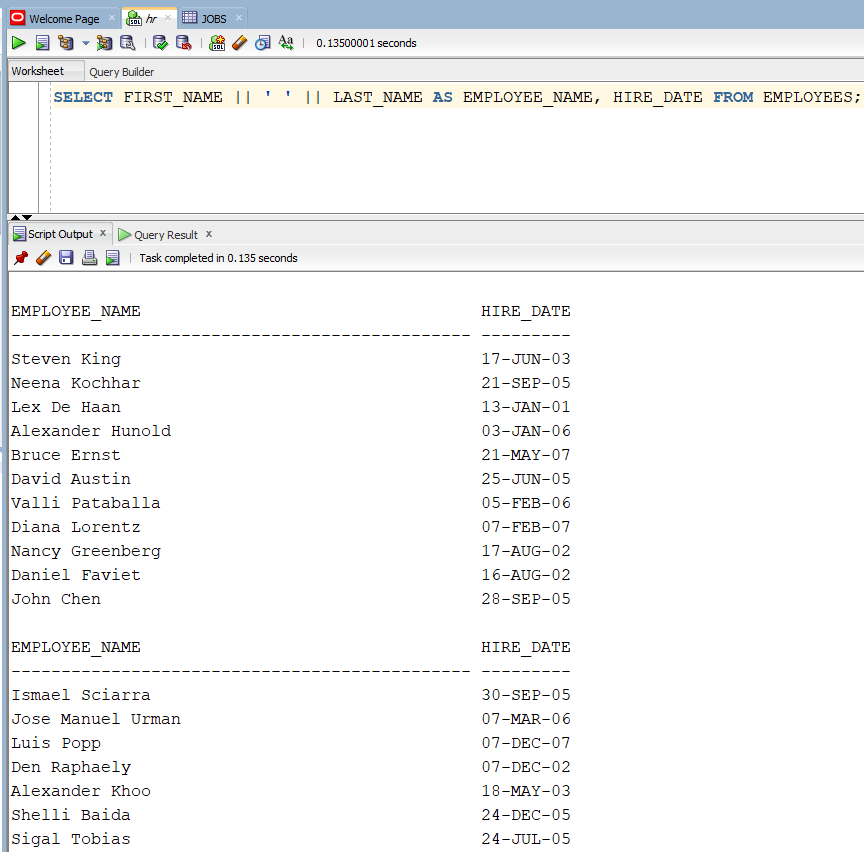 Welcome Page hr JOBS
0.13500001 seconds
Worksheet Query Builder
SELECT FIRST_NAME || ' ' || LAST_NAME AS EMPLOYEE_NAME, HIRE_DATE FROM EMPLOYEES;
Script Output x Query Result x
Task completed in 0.135 seconds
EMPLOYEE_NAME HIRE_DATE
---------------------------------------------- ---------
Steven King 17-JUN-03
Neena Kochhar 21-SEP-05
Lex De Haan 13-JAN-01
Alexander Hunold 03-JAN-06
Bruce Ernst 21-MAY-07
David Austin 25-JUN-05
Valli Pataballa 05-FEB-06
Diana Lorentz 07-FEB-07
Nancy Greenberg 17-AUG-02
Daniel Faviet 16-AUG-02
John Chen 28-SEP-05
EMPLOYEE_NAME HIRE_DATE
---------------------------------------------- ---------
Ismael Sciarra 30-SEP-05
Jose Manuel Urman 07-MAR-06
Luis Popp 07-DEC-07
Den Raphaely 07-DEC-02
Alexander Khoo 18-MAY-03
Shelli Baida 24-DEC-05
Sigal Tobias 24-JUL-05